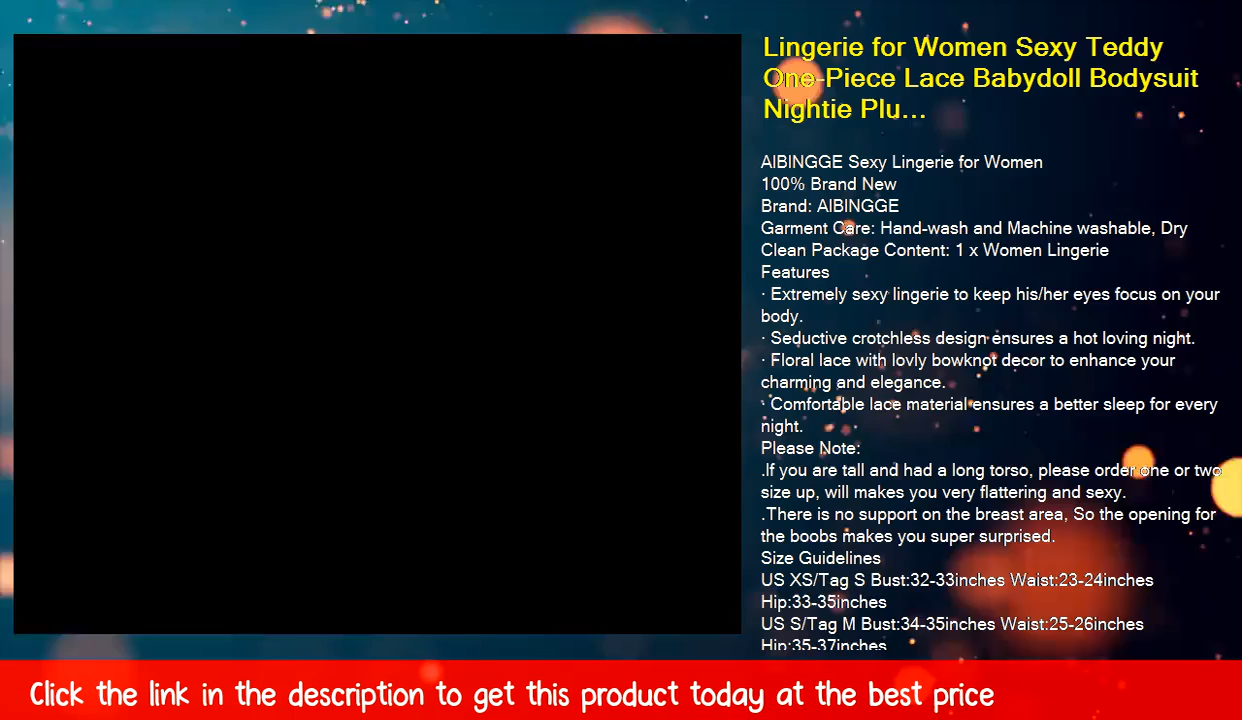 Lingerie for Women Sexy Teddy
One-Piece Lace Babydoll Bodysuit
Nightie Plu...
AIBINGGE Sexy Lingerie for Women
100% Brand New
Brand: AIBINGGE
Garment Care: Hand-wash and Machine washable, Dry
Clean Package Content: 1 x Women Lingerie
Features
· Extremely sexy lingerie to keep his/her eyes focus on your
body.
· Seductive crotchless design ensures a hot loving night.
· Floral lace with lovly bowknot decor to enhance your
charming and elegance.
· Comfortable lace material ensures a better sleep for every
night.
Please Note:
.If you are tall and had a long torso, please order one or two
size up, will makes you very flattering and sexy.
.There is no support on the breast area, So the opening for
the boobs makes you super surprised.
Size Guidelines
US XS/Tag S Bust:32-33inches Waist:23-24inches
Hip:33-35inches
US S/Tag M Bust:34-35inches Waist:25-26inches
Hip:35-37inches
Click the link in the description to get this product today at the best price